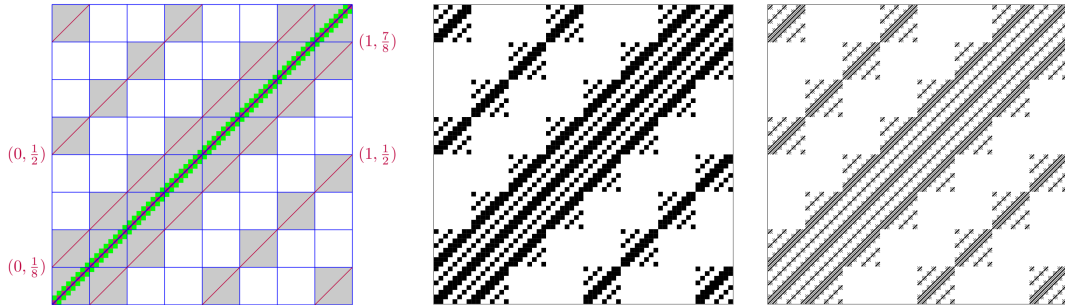 (1, 7/8)
(0, 1/2)
(1, 1/2)
(0, 1/8)